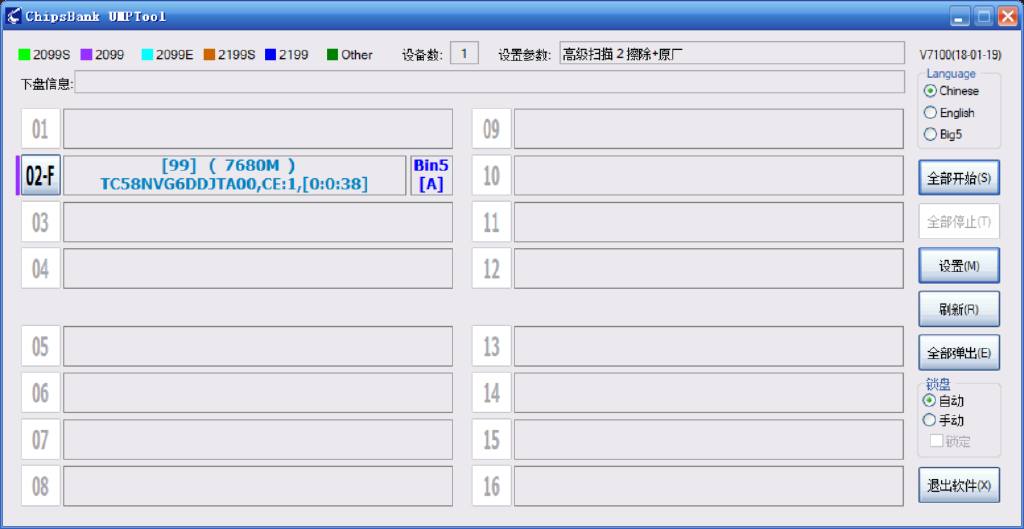 ChipsBank UMPTool
2099S 2099 2099E 2199S 2199 Other 设备数: 1 设置参数: 高级扫描 2 擦除+原厂 V7100(18-01-19)
下盘信息:
Language
Chinese
English
Big5
01
09
02-F [99] ( 7680M ) Bin5
TC58NVG6DDJTA00,CE:1,[0:0:38] [A]
10
全部开始(S)
03
11
全部停止(T)
04
12
设置(M)
刷新(R)
05
13
全部弹出(E)
锁盘
自动
手动
锁定
06
14
07
15
08
16
退出软件(X)